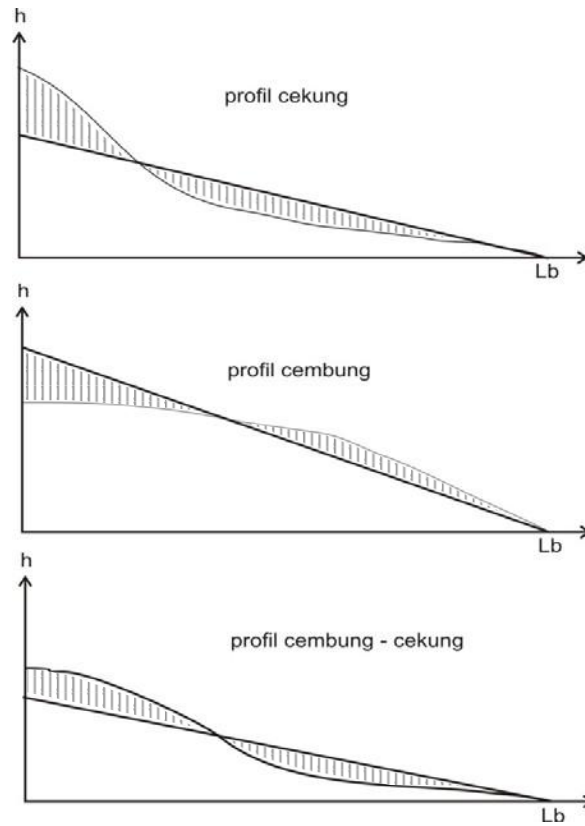 h
profil cekung
Lb
h
profil cembung
Lb
h
profil cembung - cekung
Lb